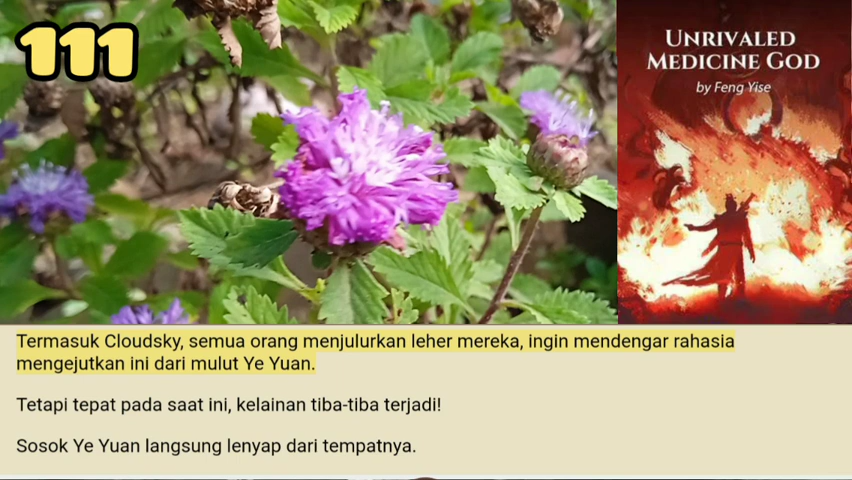 111
UNRIVALED
MEDICINE GOD
by Feng Yise
Termasuk Cloudsky, semua orang menjulurkan leher mereka, ingin mendengar rahasia
mengejutkan ini dari mulut Ye Yuan.
Tetapi tepat pada saat ini, kelainan tiba-tiba terjadi!
Sosok Ye Yuan langsung lenyap dari tempatnya.